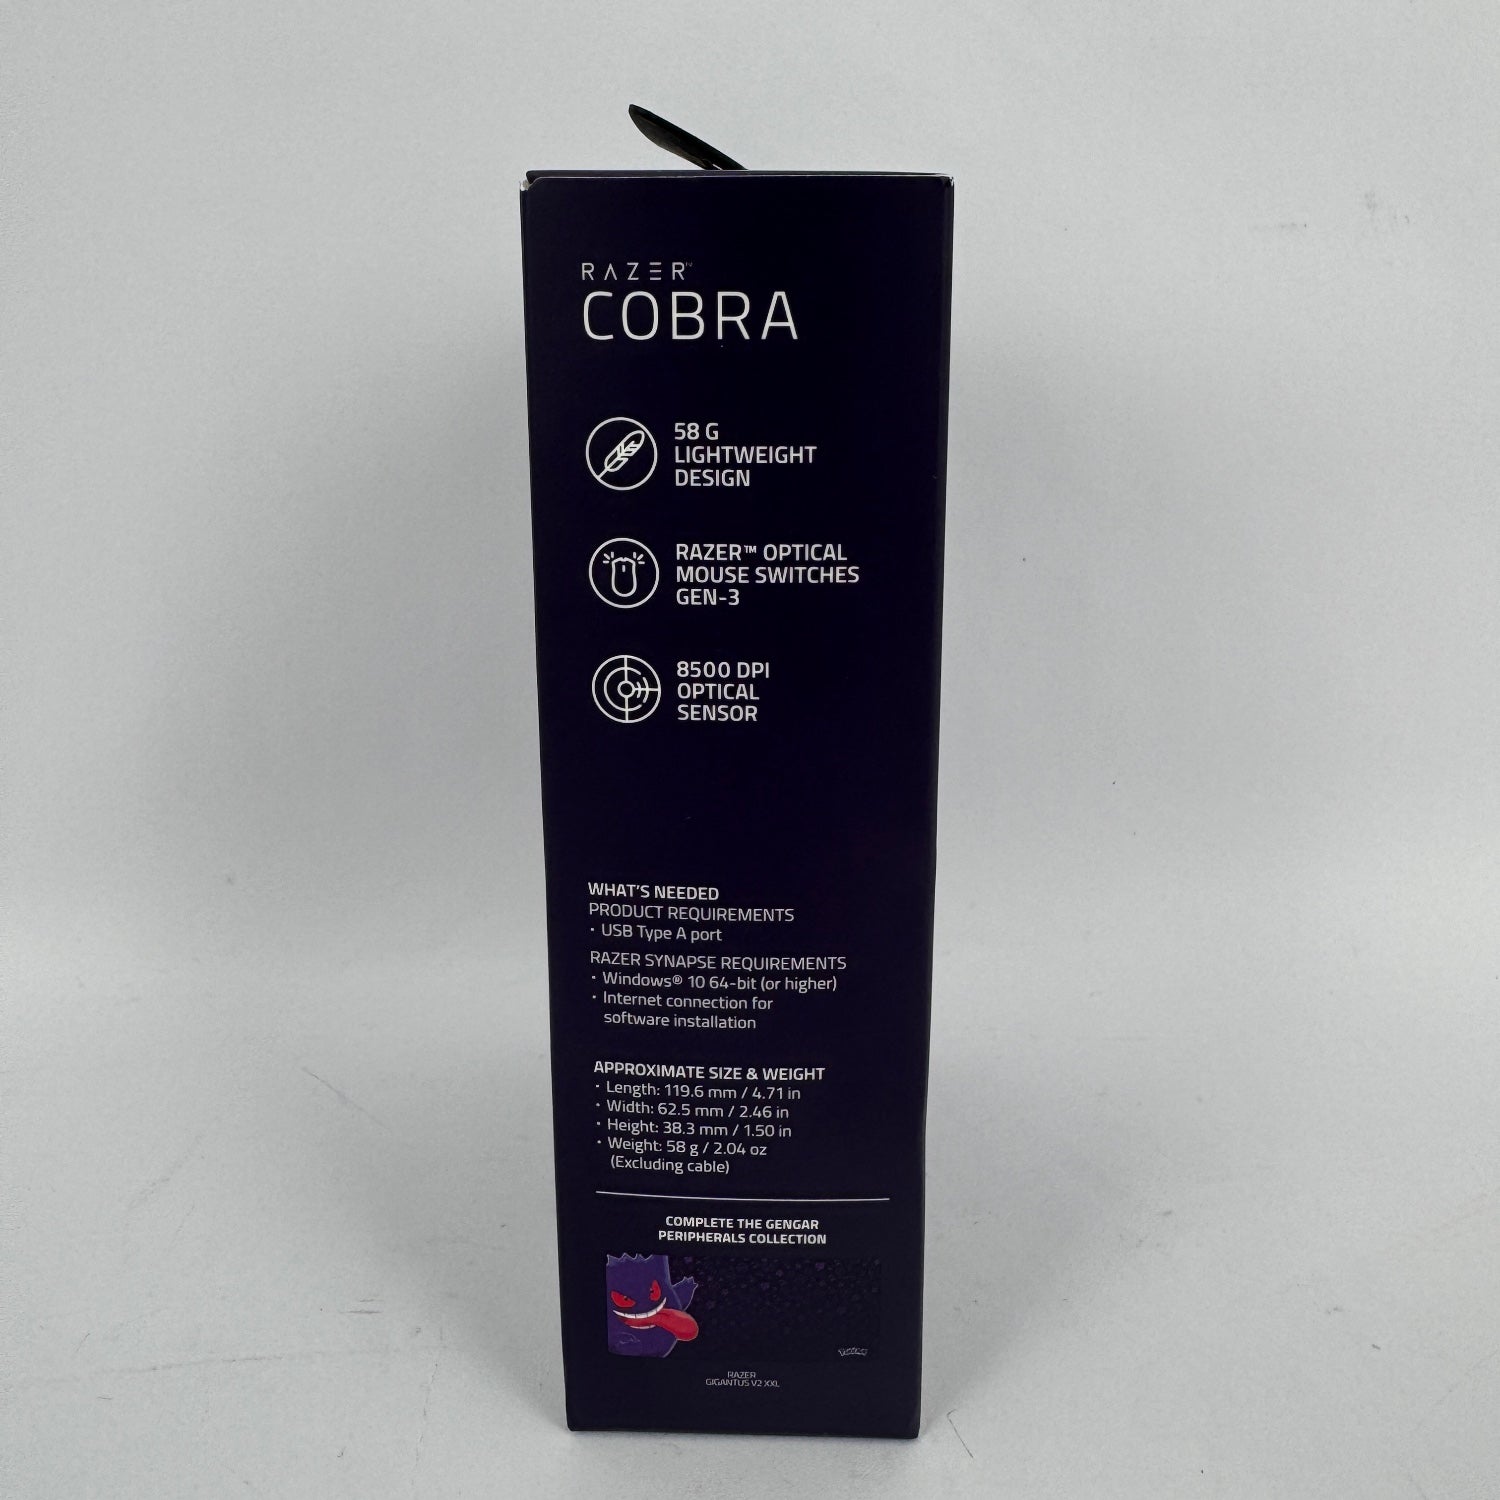 RAZER™
COBRA
58 G
LIGHTWEIGHT
DESIGN
RAZER™ OPTICAL
MOUSE SWITCHES
GEN-3
8500 DPI
OPTICAL
SENSOR
WHAT'S NEEDED
PRODUCT REQUIREMENTS
· USB Type A port
RAZER SYNAPSE REQUIREMENTS
· Windows® 10 64-bit (or higher)
· Internet connection for
software installation
APPROXIMATE SIZE & WEIGHT
· Length: 119.6 mm / 4.71 in
· Width: 62.5 mm / 2.46 in
· Height: 38.3 mm / 1.50 in
· Weight: 58 g / 2.04 oz
(Excluding cable)
COMPLETE THE GENGAR
PERIPHERALS COLLECTION
Pokémon
RAZER
GIGANTUS V2 XXL